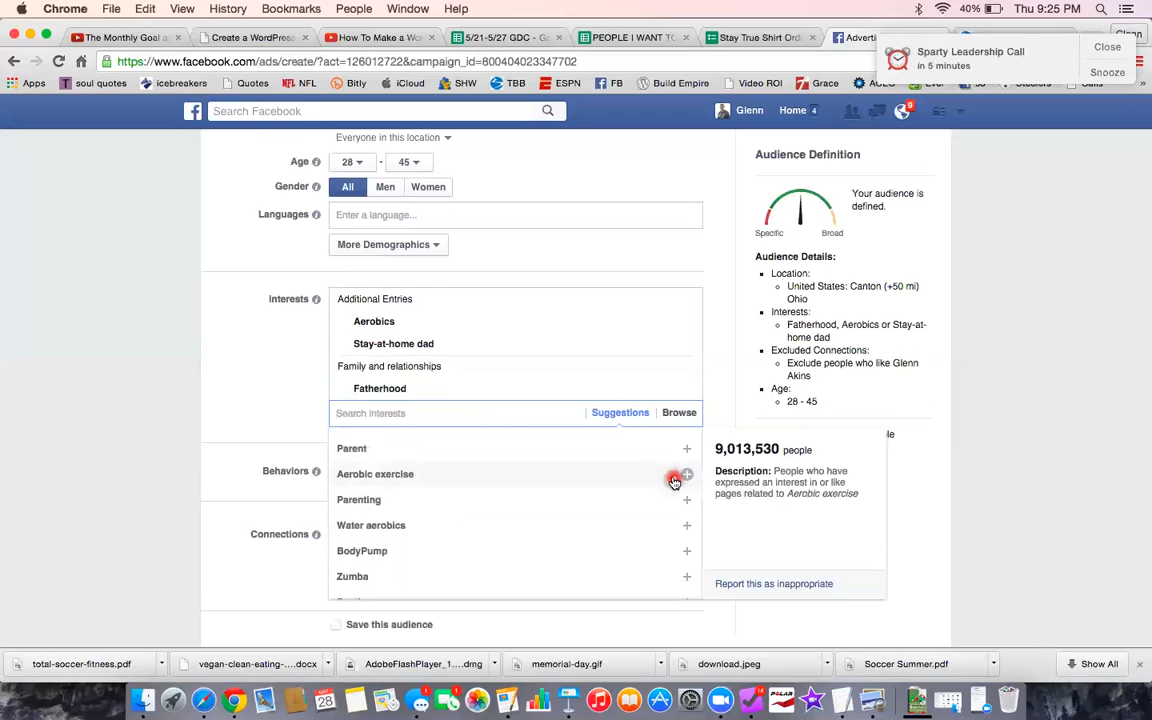 Chrome File Edit View History Bookmarks People Window Help 40% Thu 9:25 PM
The Monthly Goal a Create a WordPress How To Make a Wor 5/21-5/27 GDC - Go PEOPLE I WANT TO Stay True Shirt Ord Adverti Glenn
https://www.facebook.com/ads/create/?act=126012722&campaign_id=800404023347702
Sparty Leadership Call
in 5 minutes
Close
Snooze
Apps soul quotes icebreakers Quotes NFL Bitly iCloud SHW TBB ESPN FB Build Empire Video ROI Grace
Search Facebook Glenn Home 4 9
Everyone in this location
Age 28 - 45
Gender All Men Women
Languages Enter a language...
More Demographics
Interests Additional Entries
Aerobics
Stay-at-home dad
Family and relationships
Fatherhood
Search interests Suggestions Browse
Parent +
Aerobic exercise +
Parenting +
Water aerobics +
BodyPump +
Zumba +
9,013,530 people
Description: People who have
expressed an interest in or like
pages related to Aerobic exercise
Report this as inappropriate
Behaviors
Connections
Save this audience
Audience Definition
Your audience is
defined.
Specific Broad
Audience Details:
Location:
United States: Canton (+50 mi)
Ohio
Interests:
Fatherhood, Aerobics or Stay-at-
home dad
Excluded Connections:
Exclude people who like Glenn
Akins
Age:
28 - 45
total-soccer-fitness.pdf vegan-clean-eating-....docx AdobeFlashPlayer_1....dmg memorial-day.gif download.jpeg Soccer Summer.pdf Show All